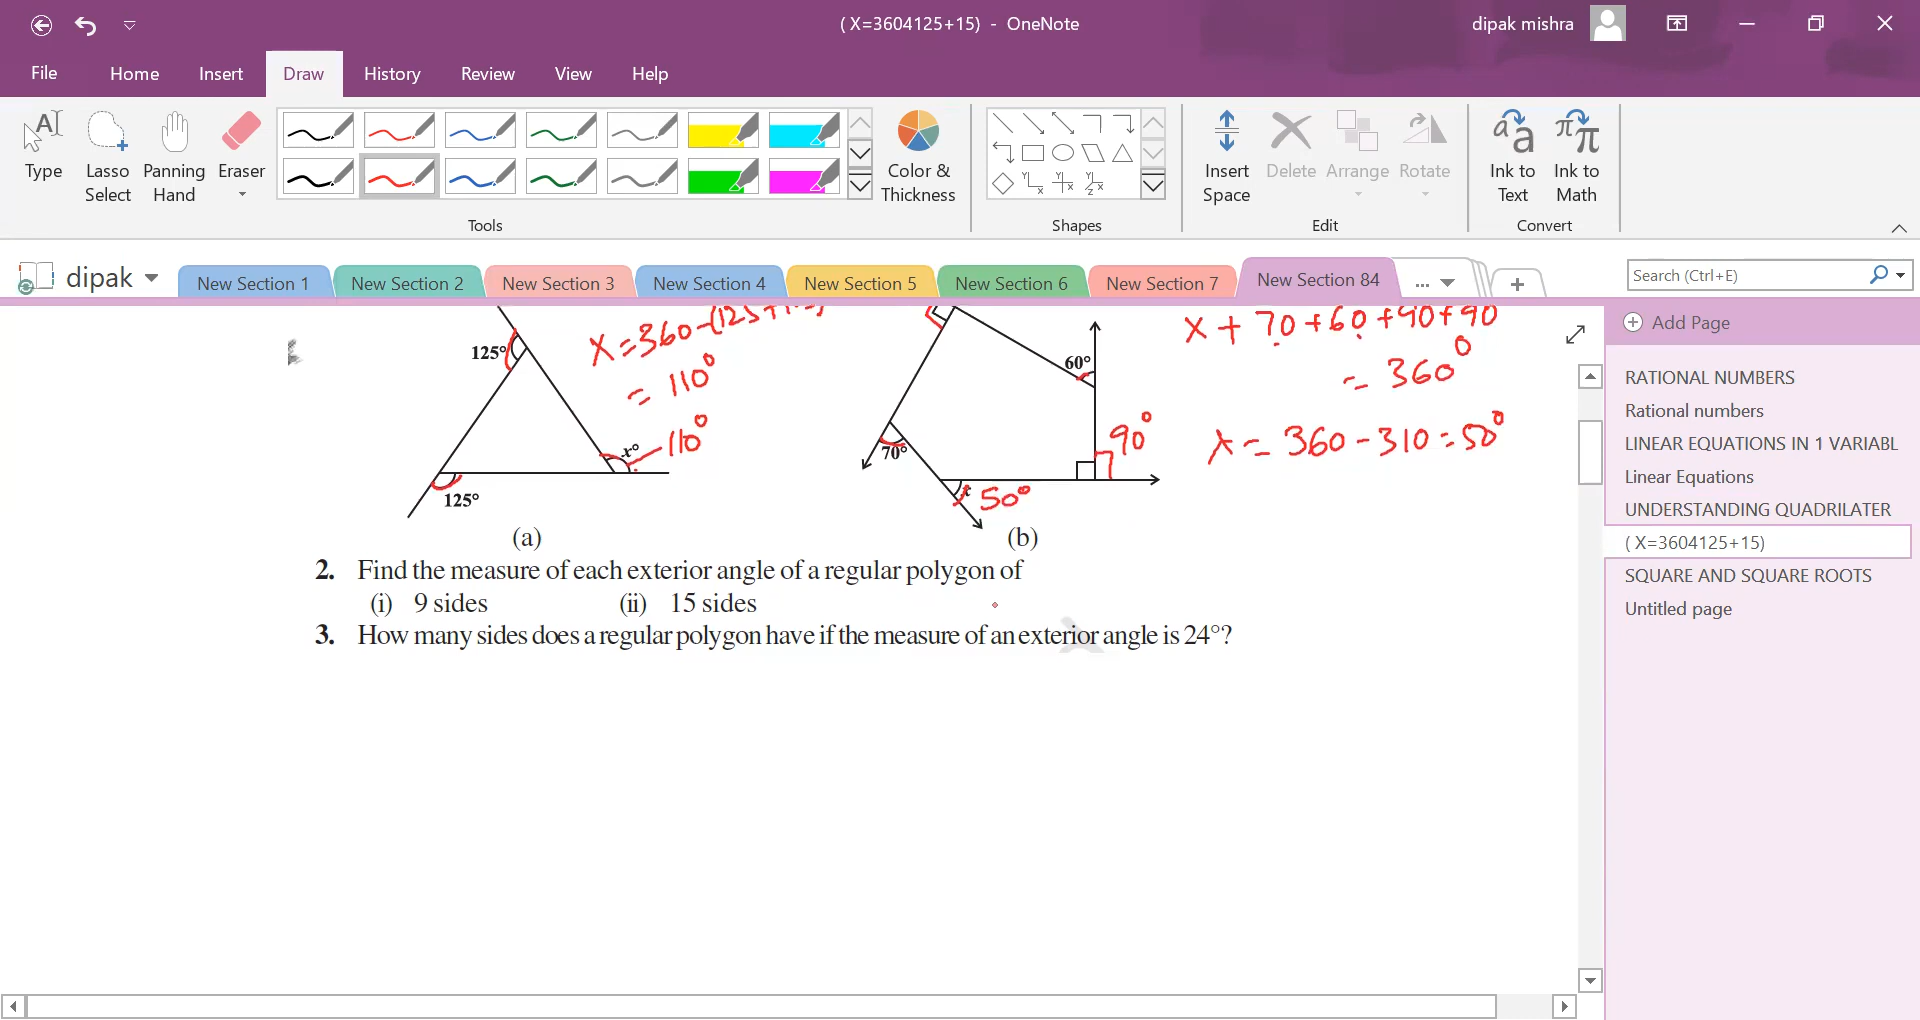 ( X=3604125+15) - OneNote
dipak mishra
File Home Insert Draw History Review View Help
Type
Lasso Select
Panning Hand
Eraser
Color & Thickness
Insert Space
Delete
Arrange
Rotate
Ink to Text
Ink to Math
Tools
Shapes
Edit
Convert
dipak
New Section 1
New Section 2
New Section 3
New Section 4
New Section 5
New Section 6
New Section 7
New Section 84
...
Search (Ctrl+E)
Add Page
RATIONAL NUMBERS
Rational numbers
LINEAR EQUATIONS IN 1 VARIABL
Linear Equations
UNDERSTANDING QUADRILATER
( X=3604125+15)
SQUARE AND SQUARE ROOTS
Untitled page
125°
X=360-(125+
= 110°
x°
110°
125°
(a)
60°
70°
90°
x
50°
(b)
X + 70+60+90+90
= 360°
x = 360-310=50°
2. Find the measure of each exterior angle of a regular polygon of
(i) 9 sides (ii) 15 sides
3. How many sides does a regular polygon have if the measure of an exterior angle is 24°?